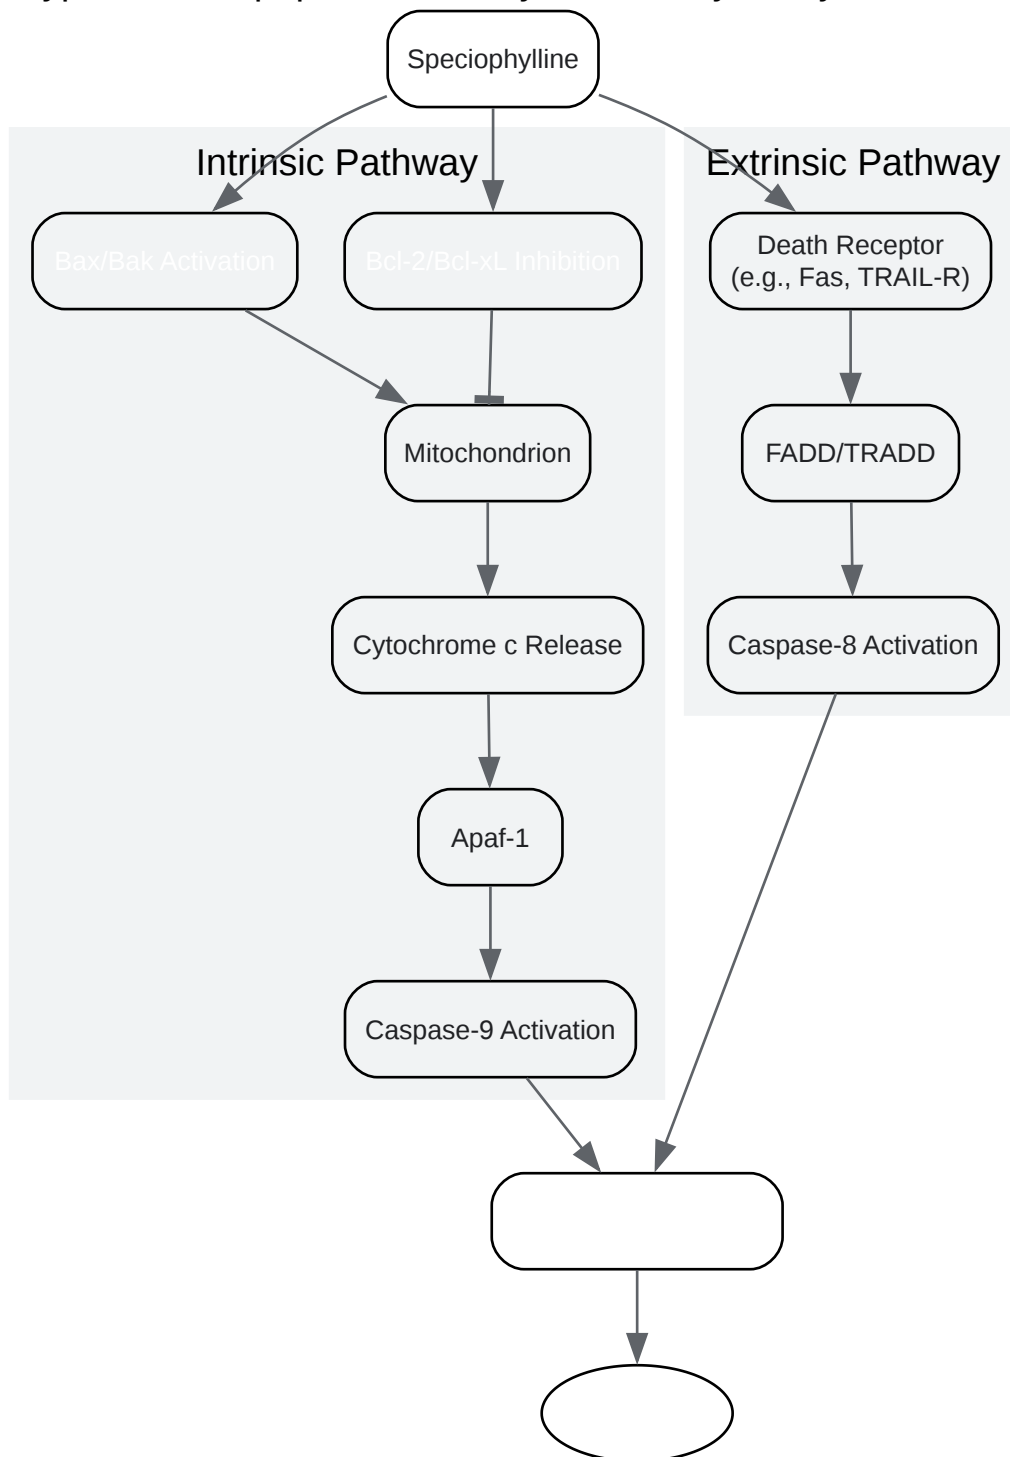 Speciophylline
Intrinsic Pathway
Extrinsic Pathway
Bax/Bak Activation
Bcl-2/Bcl-xL Inhibition
Death Receptor
(e.g., Fas, TRAIL-R)
Mitochondrion
FADD/TRADD
Cytochrome c Release
Caspase-8 Activation
Apaf-1
Caspase-9 Activation